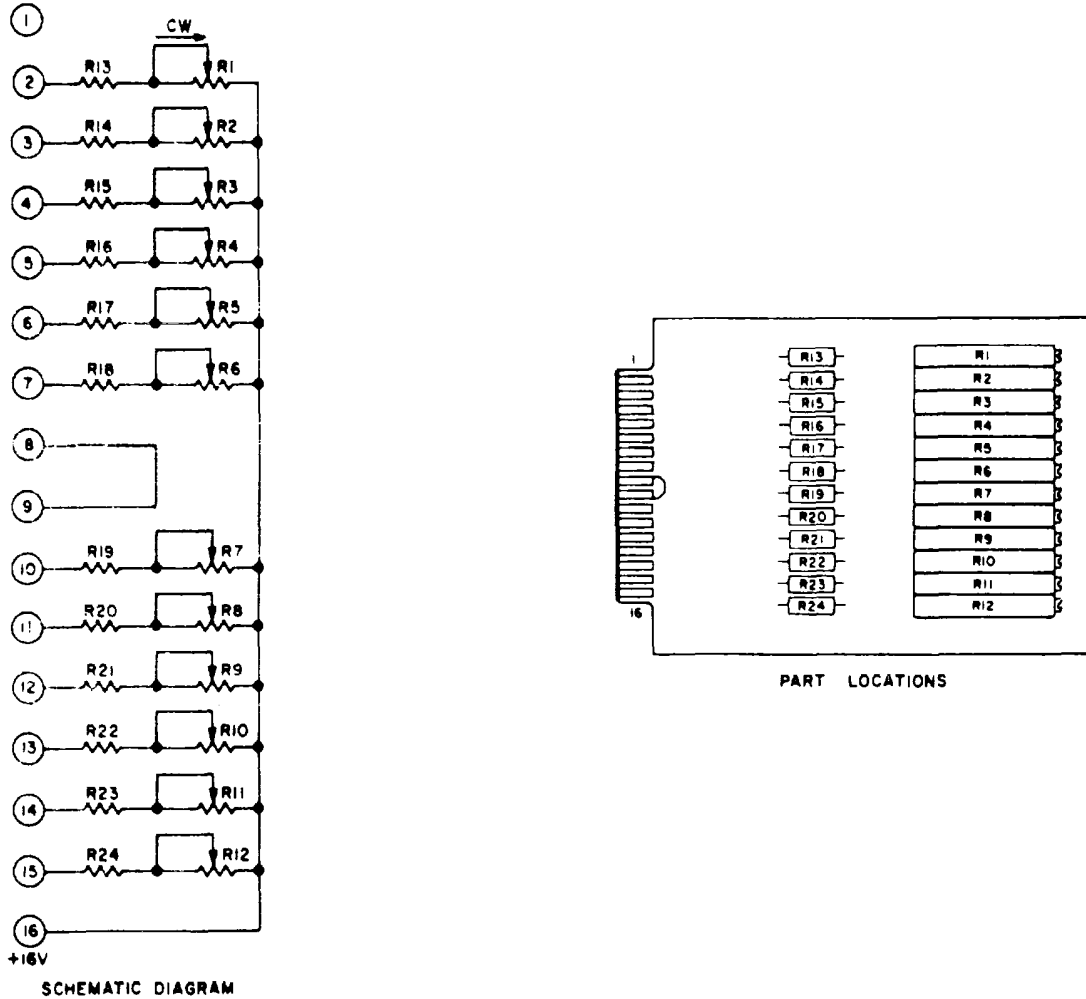 1
CW
2 R13 R1
3 R14 R2
4 R15 R3
5 R16 R4
6 R17 R5
7 R18 R6
8
9
10 R19 R7
11 R20 R8
12 R21 R9
13 R22 R10
14 R23 R11
15 R24 R12
16
+16V
SCHEMATIC DIAGRAM
1
R13 R1
R14 R2
R15 R3
R16 R4
R17 R5
R18 R6
R19 R7
R20 R8
R21 R9
R22 R10
R23 R11
R24 R12
16
PART LOCATIONS